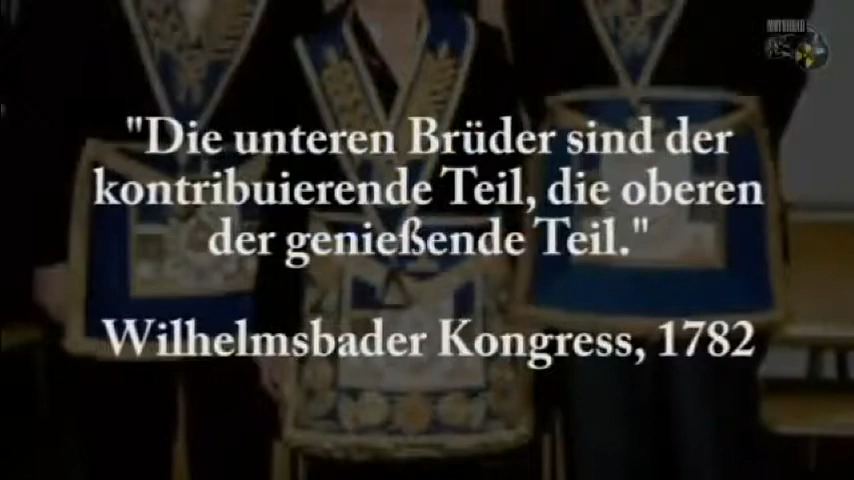 "Die unteren Brüder sind der
kontribuierende Teil, die oberen
der genießende Teil."
Wilhelmsbader Kongress, 1782